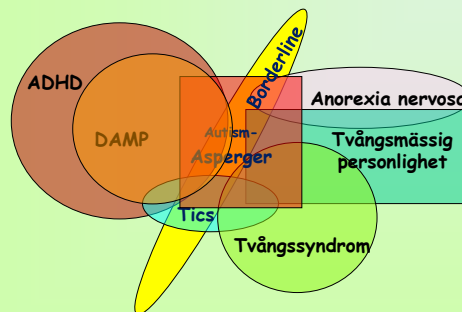 Borderline
ADHD
Anorexia nervosa
DAMP
Autism-
Asperger
Tvångsmässig
personlighet
Tics
Tvångssyndrom